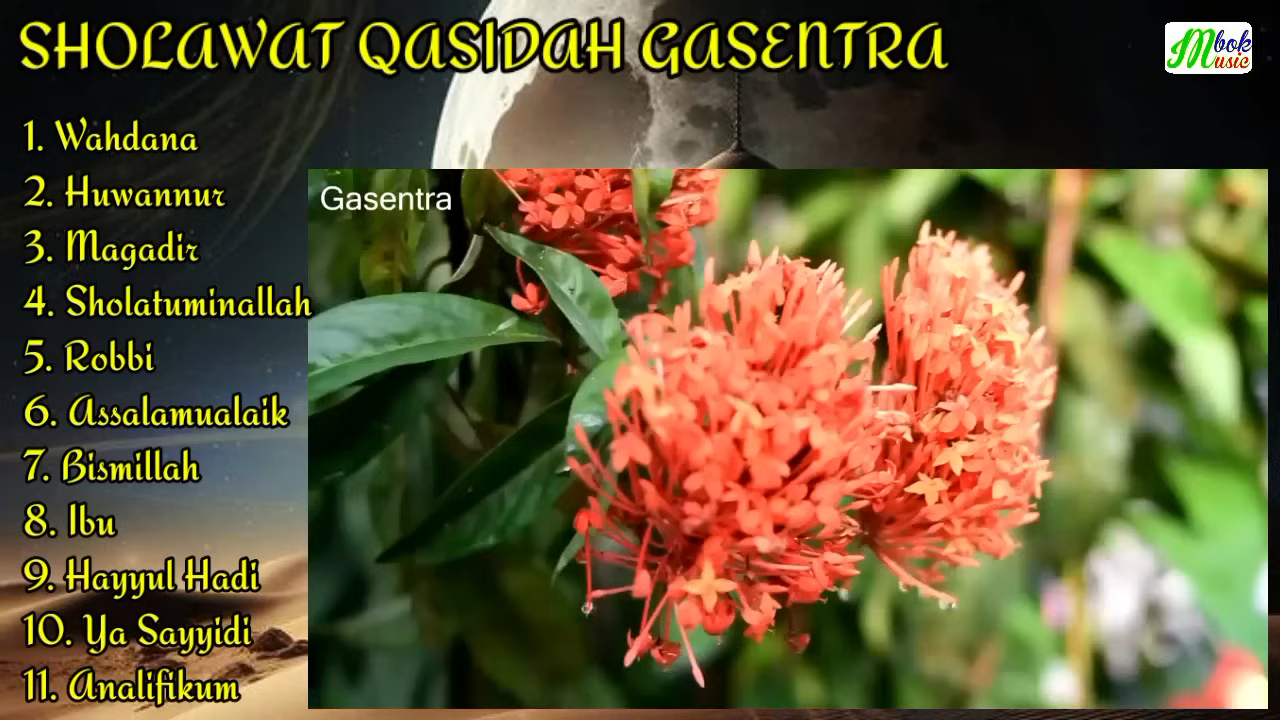 SHOLAWAT QASIDAH GASENTRA
Mbok
Music
1. Wahdana
2. Huwannur
3. Magadir
4. Sholatuminallah
5. Robbi
6. Assalamualaik
7. Bismillah
8. Ibu
9. Hayyul Hadi
10. Ya Sayyidi
11. Analifikum
Gasentra